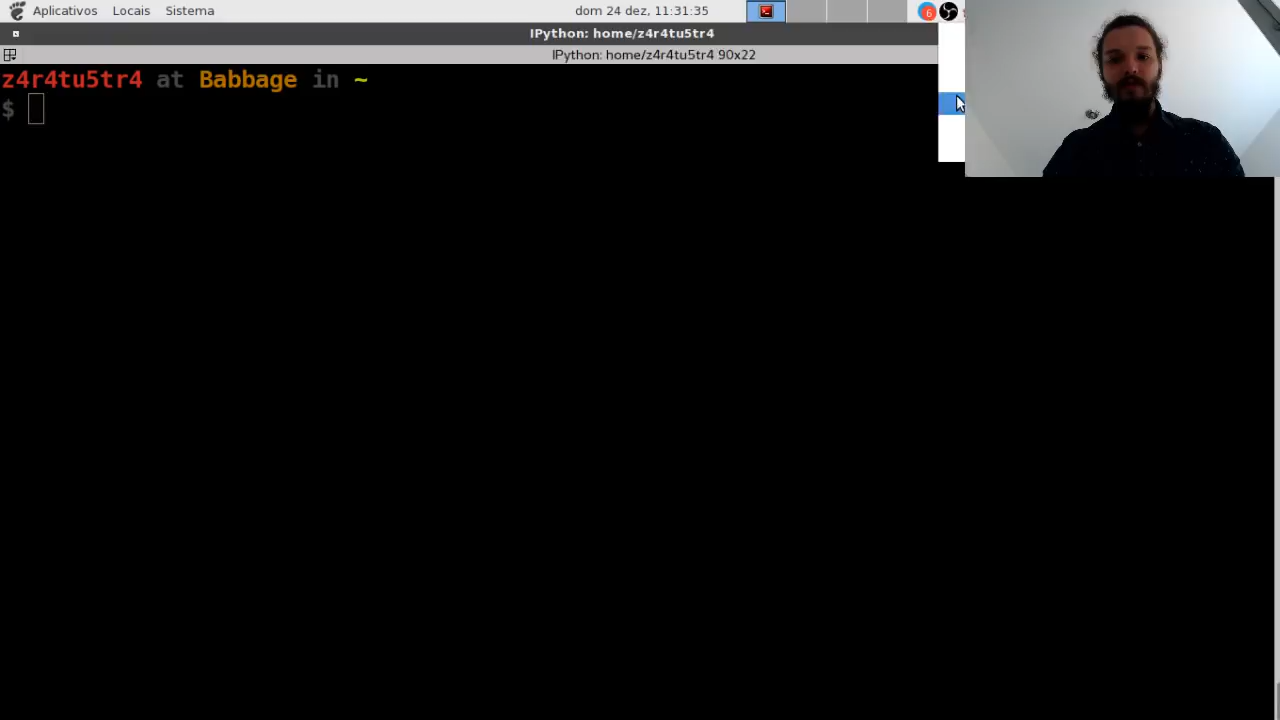 Aplicativos Locais Sistema dom 24 dez, 11:31:35 6
IPython: home/z4r4tu5tr4
IPython: home/z4r4tu5tr4 90x22
z4r4tu5tr4 at Babbage in ~
$